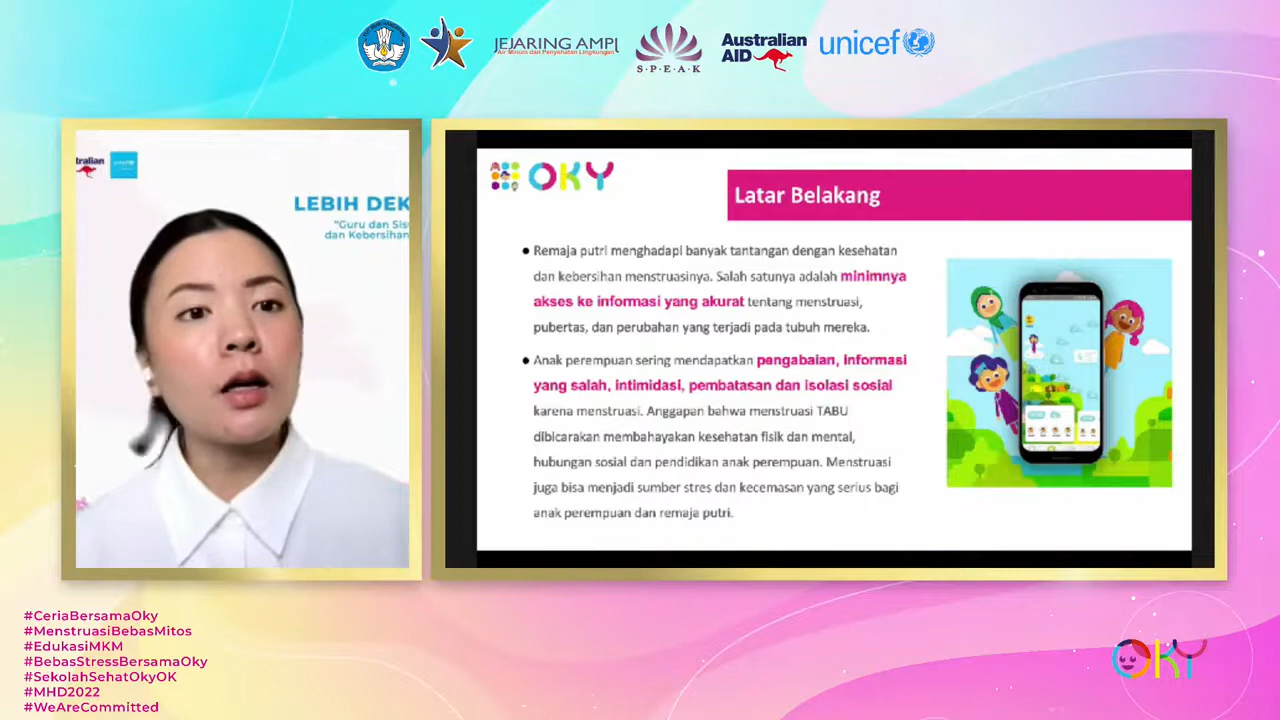 JEJARING AMPL
Air Minum dan Penyehatan Lingkungan
S·P·E·A·K
Australian
AID
unicef
tralian
unicef
LEBIH DEK
"Guru dan Sis
dan Kebersihan
OKY
Latar Belakang
● Remaja putri menghadapi banyak tantangan dengan kesehatan
dan kebersihan menstruasinya. Salah satunya adalah minimnya
akses ke informasi yang akurat tentang menstruasi,
pubertas, dan perubahan yang terjadi pada tubuh mereka.
● Anak perempuan sering mendapatkan pengabaian, informasi
yang salah, intimidasi, pembatasan dan isolasi sosial
karena menstruasi. Anggapan bahwa menstruasi TABU
dibicarakan membahayakan kesehatan fisik dan mental,
hubungan sosial dan pendidikan anak perempuan. Menstruasi
juga bisa menjadi sumber stres dan kecemasan yang serius bagi
anak perempuan dan remaja putri.
#CeriaBersamaOky
#MenstruasiBebasMitos
#EdukasiMKM
#BebasStressBersamaOky
#SekolahSehatOkyOK
#MHD2022
#WeAreCommitted
OKY